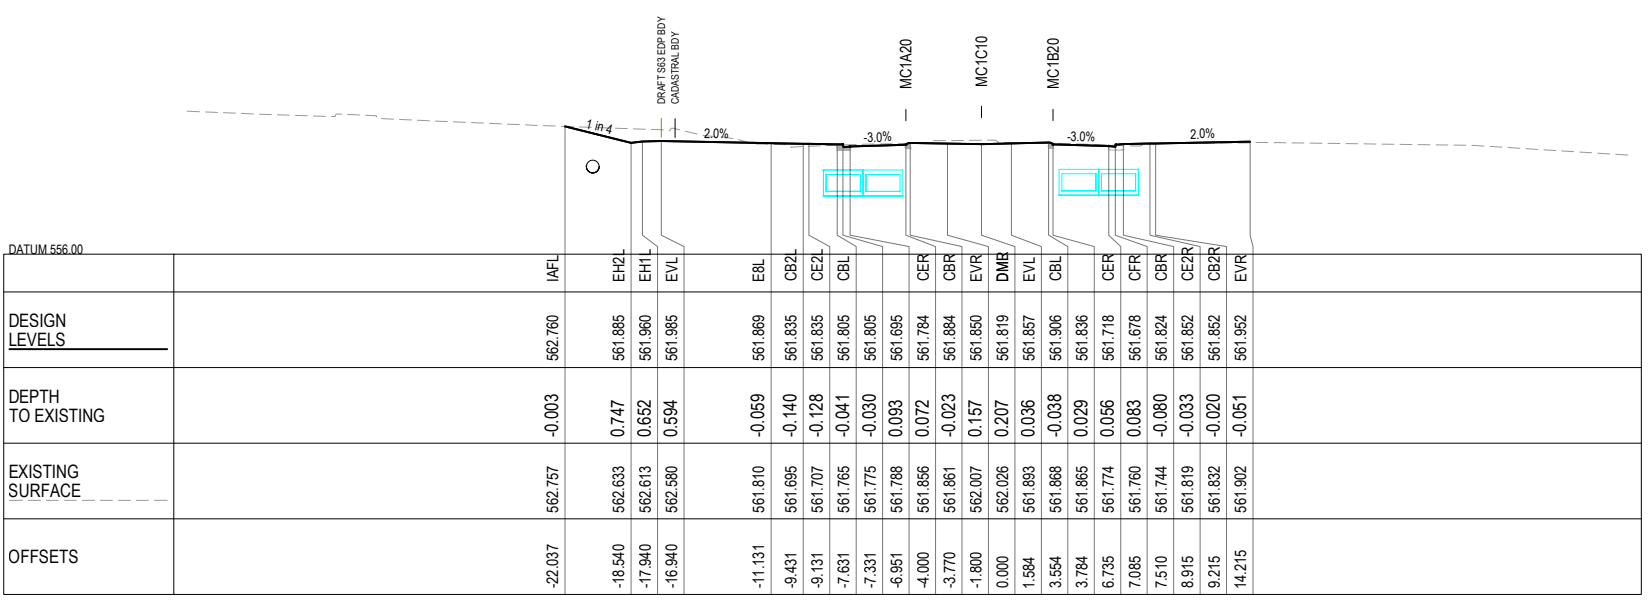 DRAFT S63 EDP BDY
CADASTRAL BDY
MC1A20
MC1C10
MC1B20
1 in 4
2.0%
-3.0%
-3.0%
2.0%
DATUM 556.00
IAFL EH2L EH1L EVL E8L CB2L CE2L CBL CER CBR EVR DMB EVL CBL CER CFR CBR CE2R CB2R EVR
DESIGN
LEVELS
562.760 561.885 561.960 561.985 561.869 561.835 561.835 561.805 561.805 561.695 561.784 561.884 561.850 561.819 561.857 561.906 561.836 561.718 561.678 561.824 561.852 561.852 561.952
DEPTH
TO EXISTING
-0.003 0.747 0.652 0.594 -0.059 -0.140 -0.128 -0.041 -0.030 0.093 0.072 -0.023 0.157 0.207 0.036 -0.038 0.029 0.056 0.083 -0.080 -0.033 -0.020 -0.051
EXISTING
SURFACE
562.757 562.633 562.613 562.580 561.810 561.695 561.707 561.765 561.775 561.788 561.856 561.861 562.007 562.026 561.893 561.868 561.865 561.774 561.760 561.744 561.819 561.832 561.902
OFFSETS
-22.037 -18.540 -17.940 -16.940 -11.131 -9.431 -9.131 -7.631 -7.331 -6.951 -4.000 -3.770 -1.800 0.000 1.584 3.554 3.784 6.735 7.085 7.510 8.915 9.215 14.215